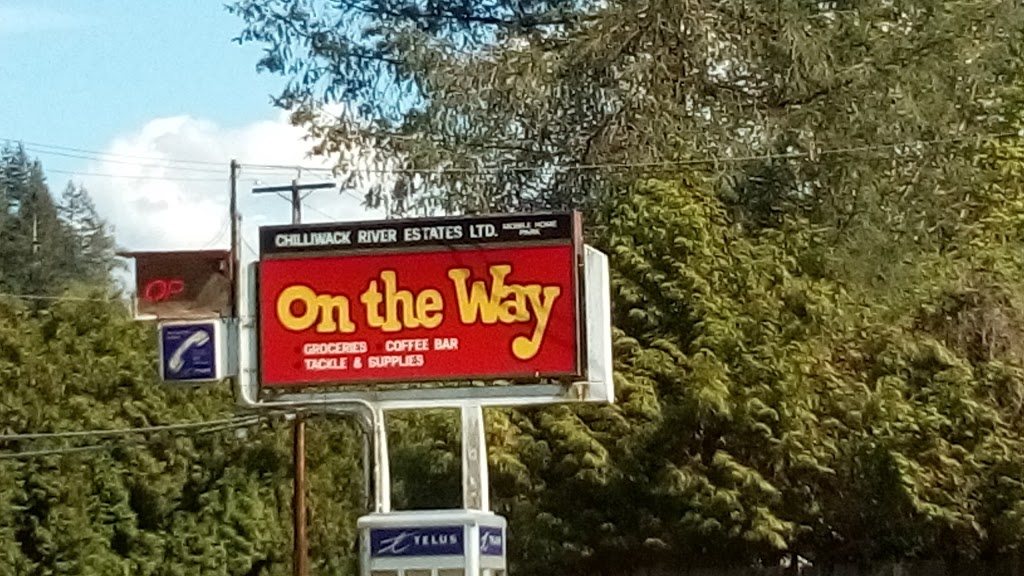 CHILLIWACK RIVER ESTATES LTD. MOBILE HOME PARK
OP
On the Way
GROCERIES COFFEE BAR
TACKLE & SUPPLIES
TELUS